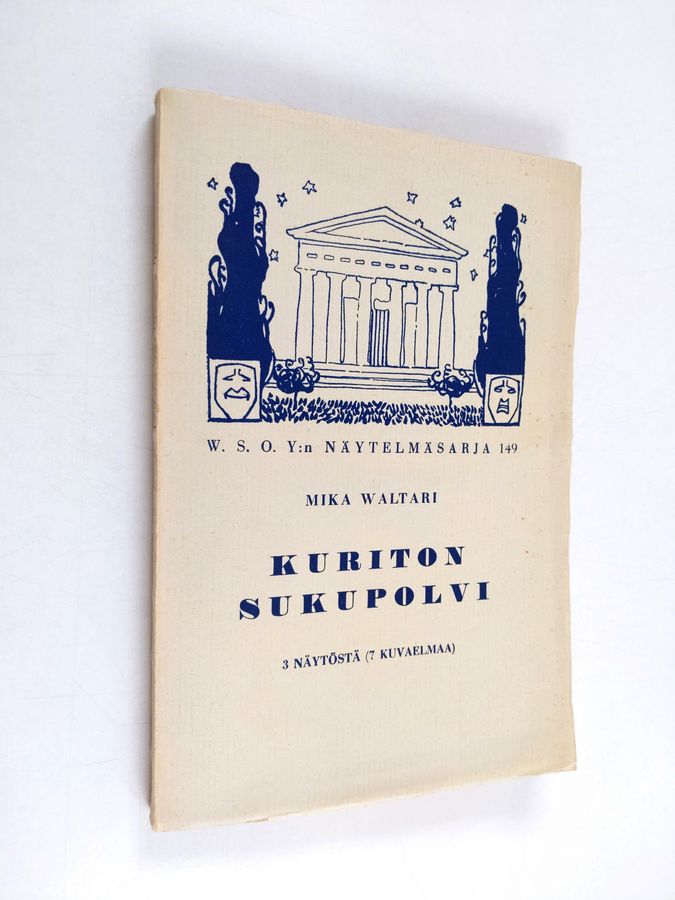 W. S. O. Y:n NÄYTELMÄSARJA 149
MIKA WALTARI
KURITON
SUKUPOLVI
3 NÄYTÖSTÄ (7 KUVAELMAA)